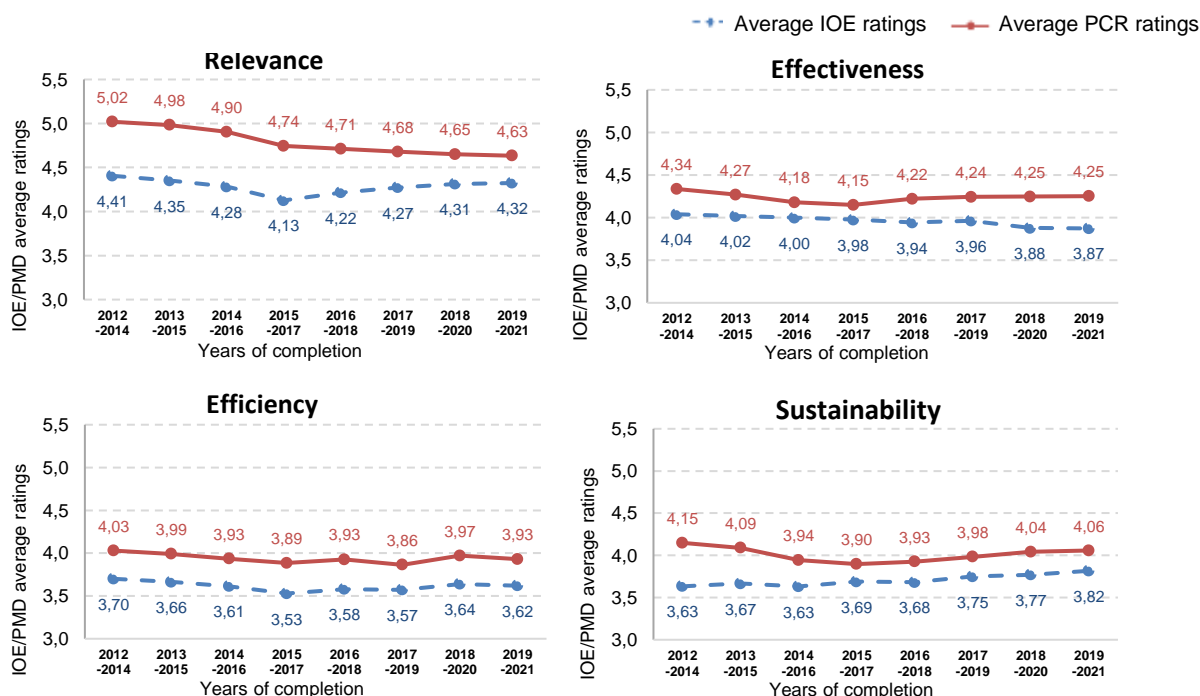 Average IOE ratings Average PCR ratings
Relevance
IOE/PMD average ratings
5,5
5,0
4,5
4,0
3,5
3,0
5,02 4,98 4,90 4,74 4,71 4,68 4,65 4,63
4,41 4,35 4,28 4,13 4,22 4,27 4,31 4,32
2012 2013 2014 2015 2016 2017 2018 2019
-2014 -2015 -2016 -2017 -2018 -2019 -2020 -2021
Years of completion
Effectiveness
IOE/PMD average ratings
5,5
5,0
4,5
4,0
3,5
3,0
4,34 4,27 4,18 4,15 4,22 4,24 4,25 4,25
4,04 4,02 4,00 3,98 3,94 3,96 3,88 3,87
2012 2013 2014 2015 2016 2017 2018 2019
-2014 -2015 -2016 -2017 -2018 -2019 -2020 -2021
Years of completion
Efficiency
IOE/PMD average ratings
5,5
5,0
4,5
4,0
3,5
3,0
4,03 3,99 3,93 3,89 3,93 3,86 3,97 3,93
3,70 3,66 3,61 3,53 3,58 3,57 3,64 3,62
2012 2013 2014 2015 2016 2017 2018 2019
-2014 -2015 -2016 -2017 -2018 -2019 -2020 -2021
Years of completion
Sustainability
IOE/PMD average ratings
5,5
5,0
4,5
4,0
3,5
3,0
4,15 4,09 3,94 3,90 3,93 3,98 4,04 4,06
3,63 3,67 3,63 3,69 3,68 3,75 3,77 3,82
2012 2013 2014 2015 2016 2017 2018 2019
-2014 -2015 -2016 -2017 -2018 -2019 -2020 -2021
Years of completion